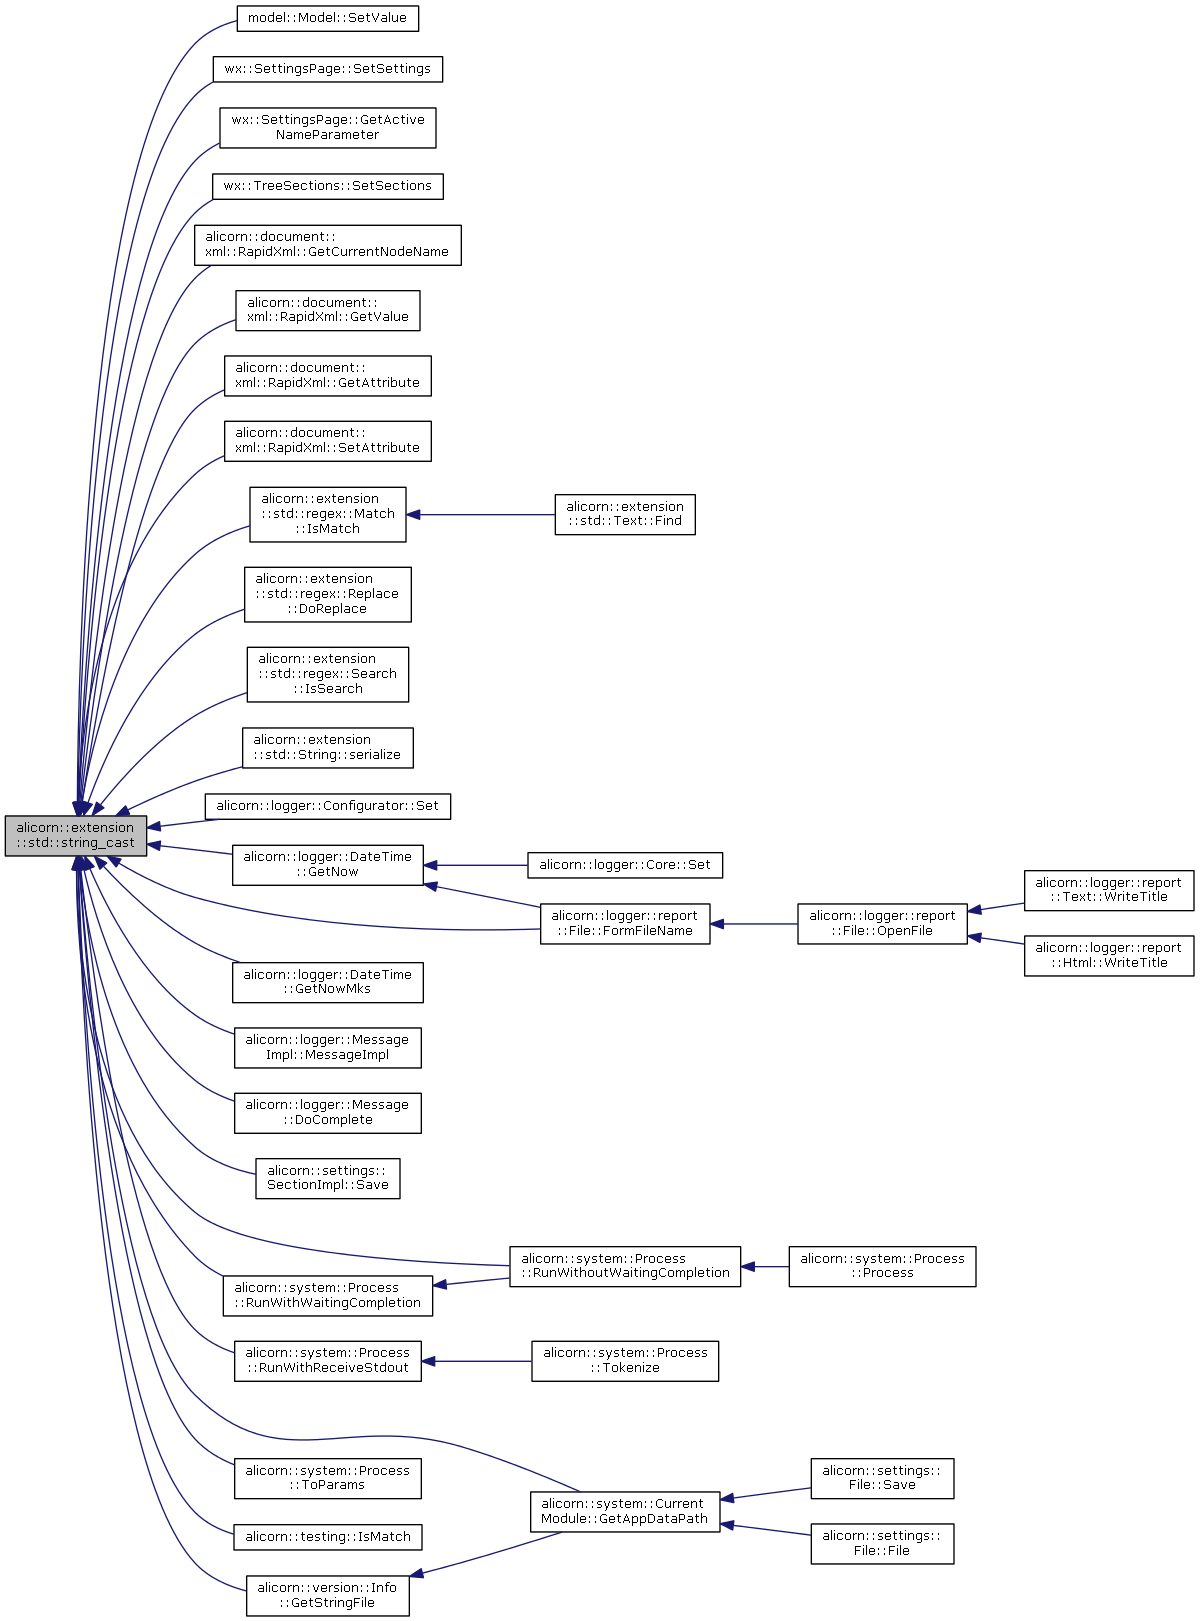 model::Model::SetValue
wx::SettingsPage::SetSettings
wx::SettingsPage::GetActive
NameParameter
wx::TreeSections::SetSections
alicorn::document::
xml::RapidXml::GetCurrentNodeName
alicorn::document::
xml::RapidXml::GetValue
alicorn::document::
xml::RapidXml::GetAttribute
alicorn::document::
xml::RapidXml::SetAttribute
alicorn::extension
::std::regex::Match
::IsMatch
alicorn::extension
::std::Text::Find
alicorn::extension
::std::regex::Replace
::DoReplace
alicorn::extension
::std::regex::Search
::IsSearch
alicorn::extension
::std::String::serialize
alicorn::logger::Configurator::Set
alicorn::extension
::std::string_cast
alicorn::logger::DateTime
::GetNow
alicorn::logger::Core::Set
alicorn::logger::report
::File::FormFileName
alicorn::logger::report
::File::OpenFile
alicorn::logger::report
::Text::WriteTitle
alicorn::logger::report
::Html::WriteTitle
alicorn::logger::DateTime
::GetNowMks
alicorn::logger::Message
Impl::MessageImpl
alicorn::logger::Message
::DoComplete
alicorn::settings::
SectionImpl::Save
alicorn::system::Process
::RunWithoutWaitingCompletion
alicorn::system::Process
::Process
alicorn::system::Process
::RunWithWaitingCompletion
alicorn::system::Process
::RunWithReceiveStdout
alicorn::system::Process
::Tokenize
alicorn::system::Process
::ToParams
alicorn::system::Current
Module::GetAppDataPath
alicorn::settings::
File::Save
alicorn::settings::
File::File
alicorn::testing::IsMatch
alicorn::version::Info
::GetStringFile